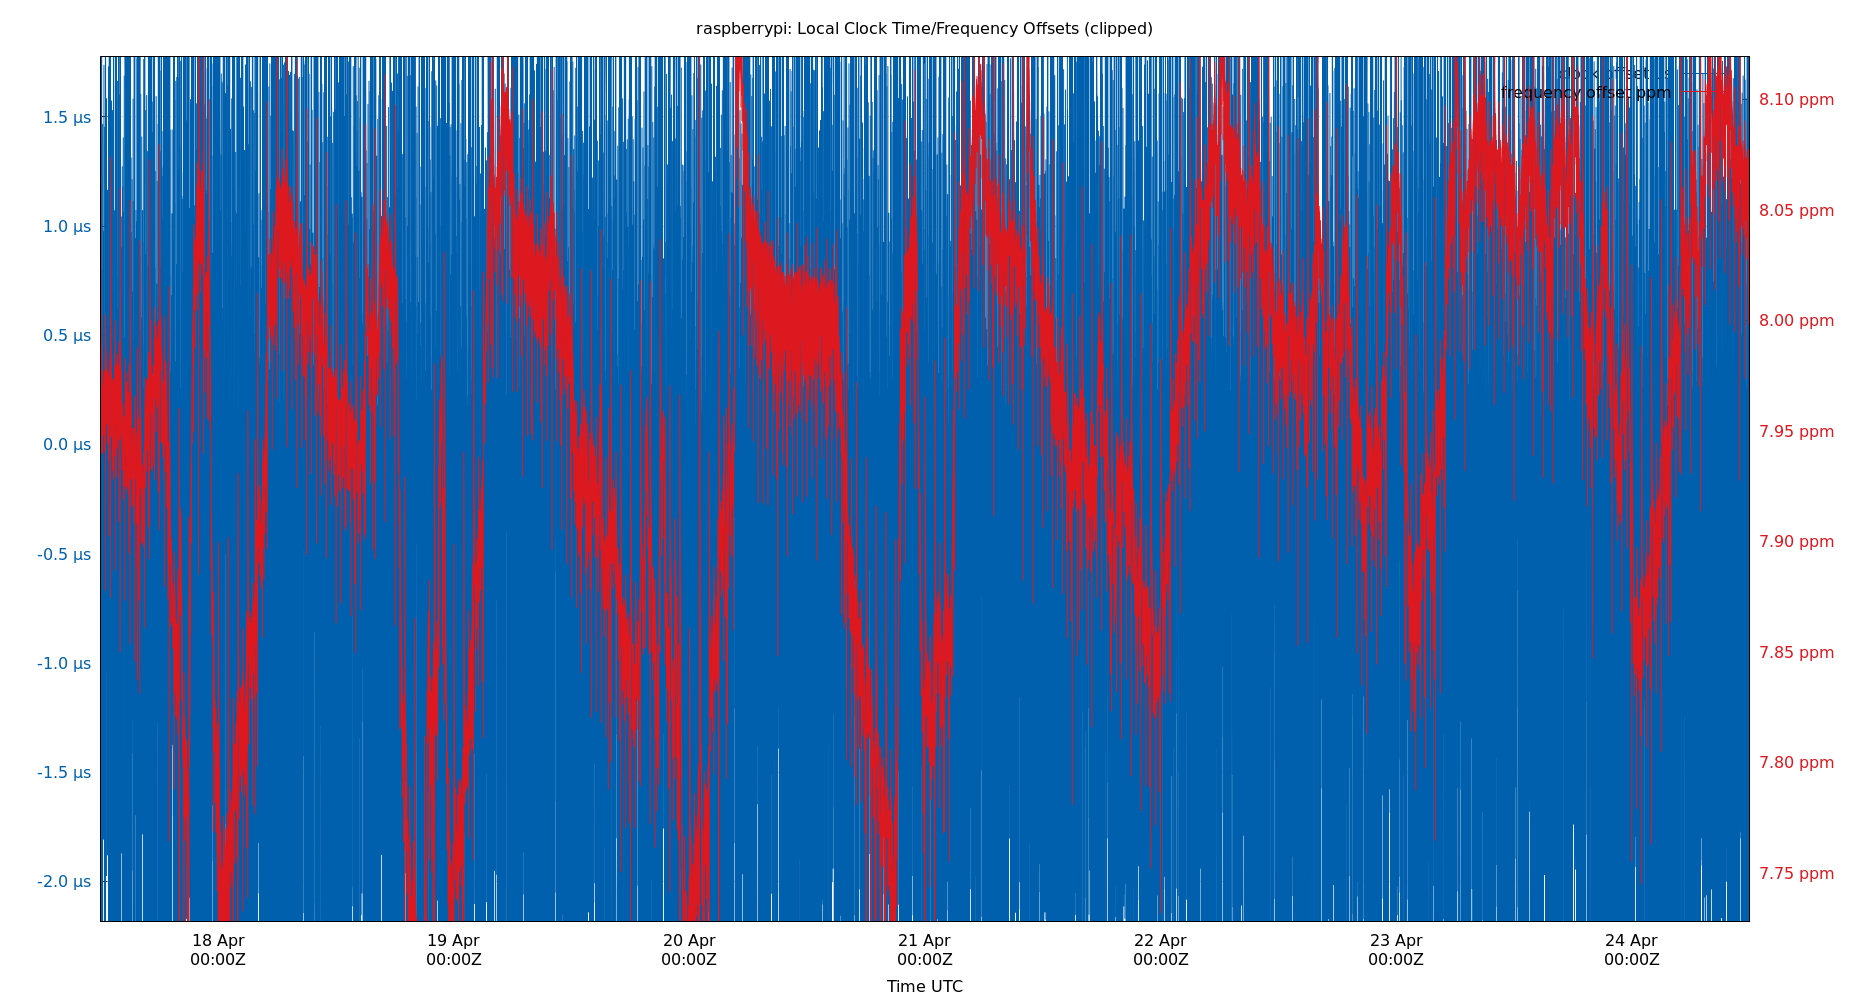 raspberrypi: Local Clock Time/Frequency Offsets (clipped)
clock offset µs
frequency offset ppm
1.5 µs
1.0 µs
0.5 µs
0.0 µs
-0.5 µs
-1.0 µs
-1.5 µs
-2.0 µs
8.10 ppm
8.05 ppm
8.00 ppm
7.95 ppm
7.90 ppm
7.85 ppm
7.80 ppm
7.75 ppm
18 Apr 19 Apr 20 Apr 21 Apr 22 Apr 23 Apr 24 Apr
00:00Z 00:00Z 00:00Z 00:00Z 00:00Z 00:00Z 00:00Z
Time UTC